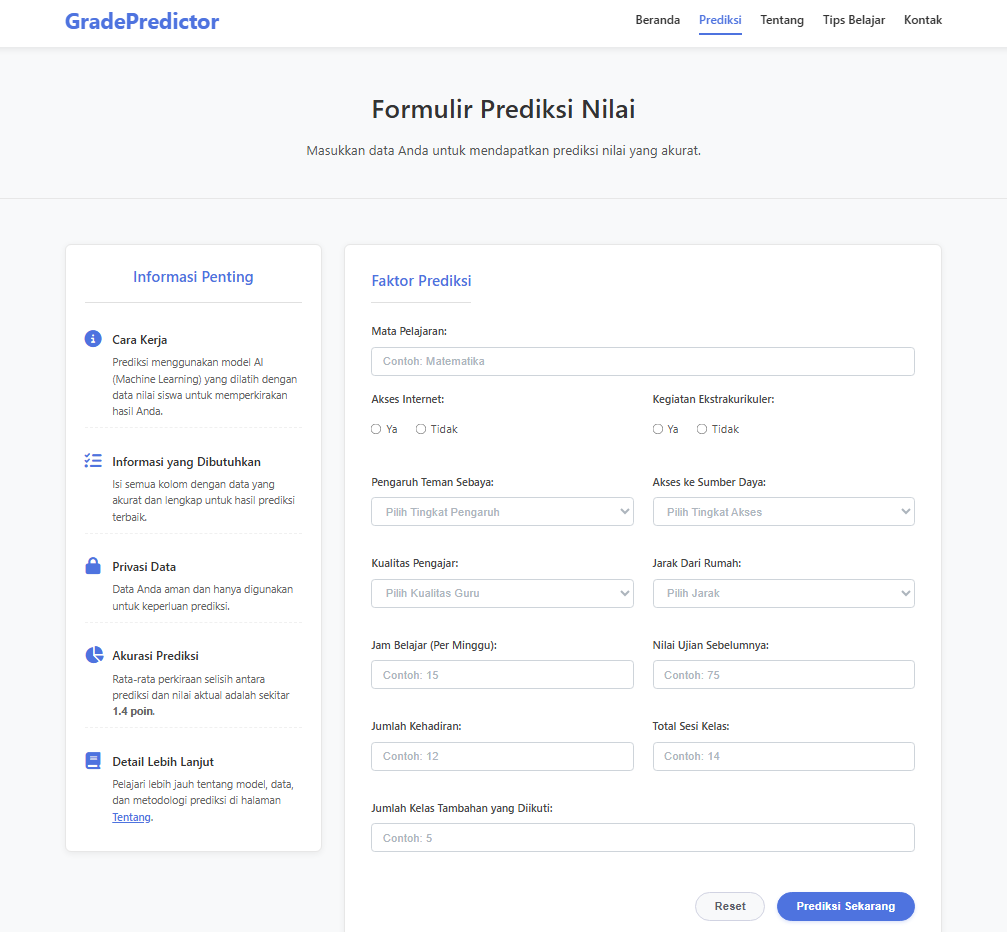 GradePredictor
Beranda Prediksi Tentang Tips Belajar Kontak
Formulir Prediksi Nilai
Masukkan data Anda untuk mendapatkan prediksi nilai yang akurat.
Informasi Penting
Cara Kerja
Prediksi menggunakan model AI
(Machine Learning) yang dilatih dengan
data nilai siswa untuk memperkirakan
hasil Anda.
Informasi yang Dibutuhkan
Isi semua kolom dengan data yang
akurat dan lengkap untuk hasil prediksi
terbaik.
Privasi Data
Data Anda aman dan hanya digunakan
untuk keperluan prediksi.
Akurasi Prediksi
Rata-rata perkiraan selisih antara
prediksi dan nilai aktual adalah sekitar
1.4 poin.
Detail Lebih Lanjut
Pelajari lebih jauh tentang model, data,
dan metodologi prediksi di halaman
Tentang.
Faktor Prediksi
Mata Pelajaran:
Contoh: Matematika
Akses Internet: Kegiatan Ekstrakurikuler:
Ya Tidak Ya Tidak
Pengaruh Teman Sebaya: Akses ke Sumber Daya:
Pilih Tingkat Pengaruh Pilih Tingkat Akses
Kualitas Pengajar: Jarak Dari Rumah:
Pilih Kualitas Guru Pilih Jarak
Jam Belajar (Per Minggu): Nilai Ujian Sebelumnya:
Contoh: 15 Contoh: 75
Jumlah Kehadiran: Total Sesi Kelas:
Contoh: 12 Contoh: 14
Jumlah Kelas Tambahan yang Diikuti:
Contoh: 5
Reset Prediksi Sekarang